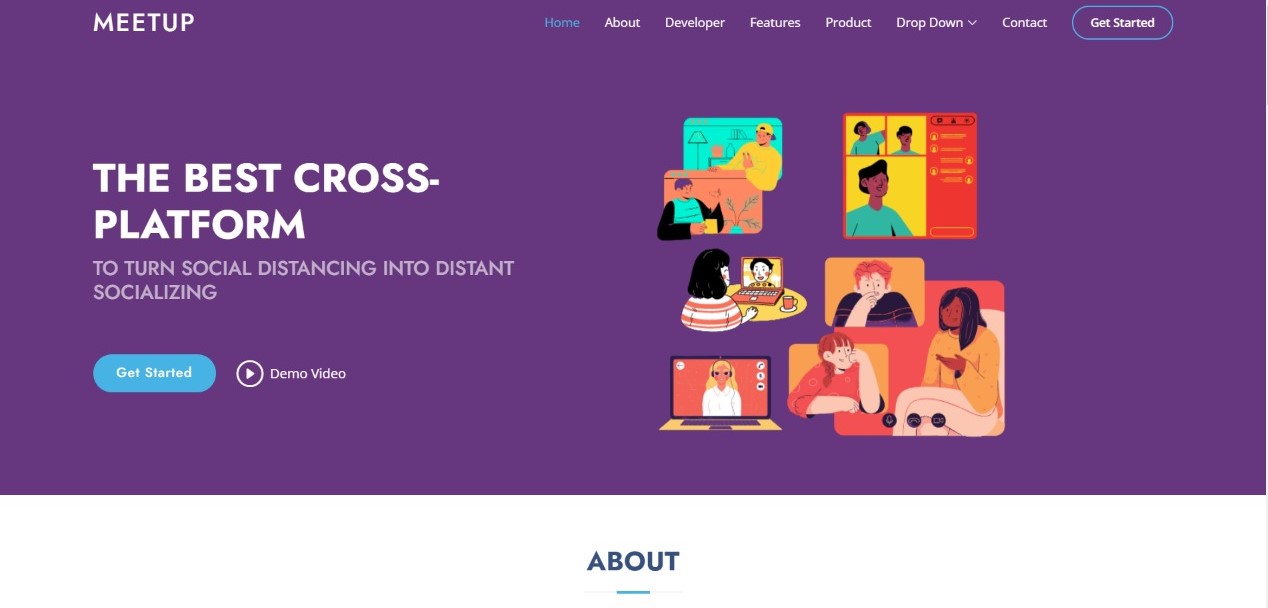 MEETUP
Home About Developer Features Product Drop Down Contact Get Started
THE BEST CROSS-
PLATFORM
TO TURN SOCIAL DISTANCING INTO DISTANT
SOCIALIZING
Get Started Demo Video
ABOUT